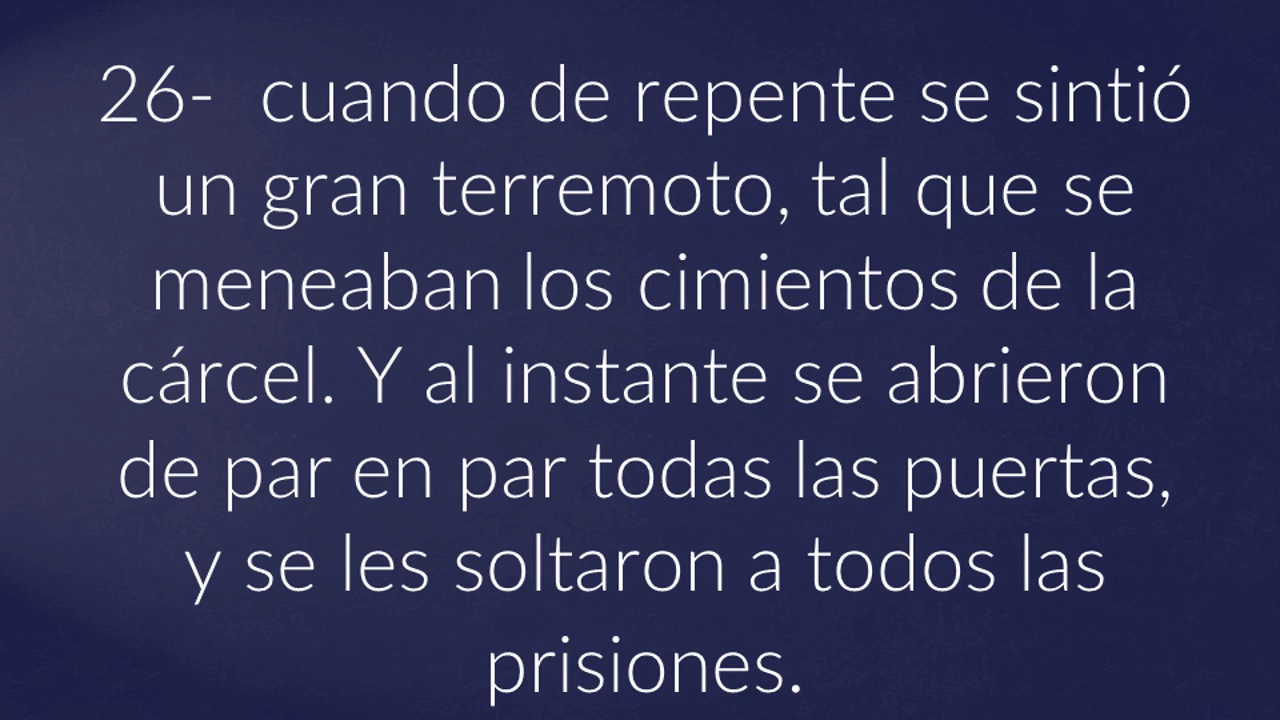 26- cuando de repente se sintió
un gran terremoto, tal que se
meneaban los cimientos de la
cárcel. Y al instante se abrieron
de par en par todas las puertas,
y se les soltaron a todos las
prisiones.